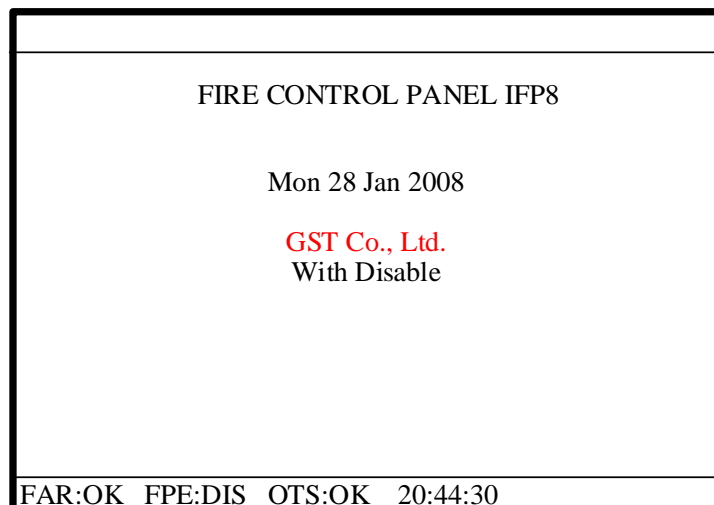 FIRE CONTROL PANEL IFP8
Mon 28 Jan 2008
GST Co., Ltd.
With Disable
FAR:OK FPE:DIS OTS:OK 20:44:30